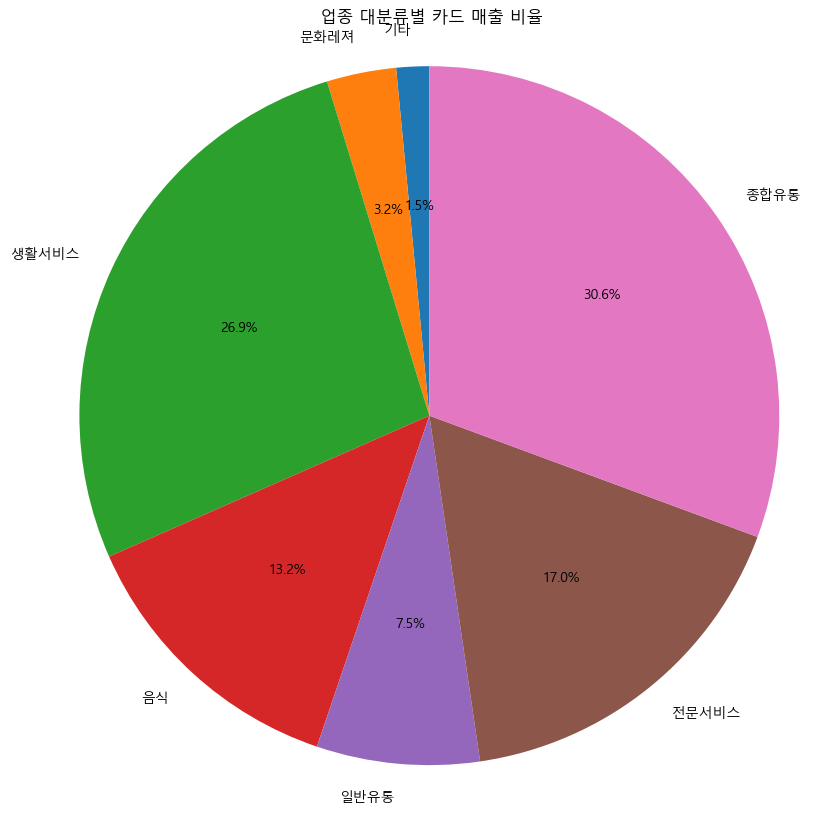 업종 대분류별 카드 매출 비율
기타
문화레져
종합유통
1.5%
3.2%
생활서비스
30.6%
26.9%
13.2%
17.0%
7.5%
음식
전문서비스
일반유통